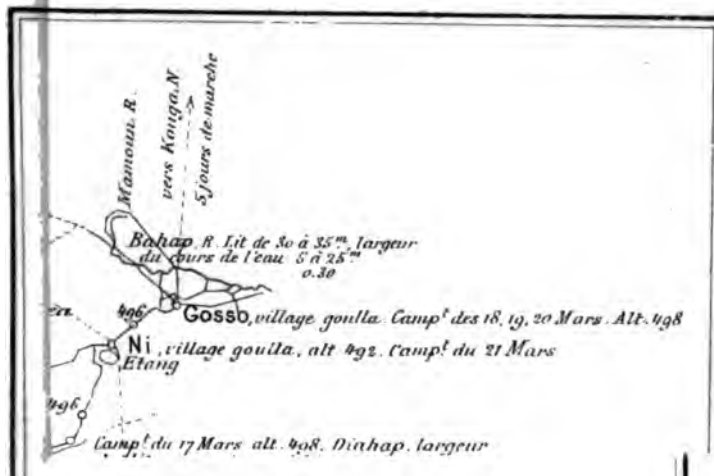 Mamoun. R.
vers Konga. N.
5 jours de marche
Bahap. R. Lit de 30 à 35m, largeur
du cours de l'eau 5 à 25m
0.30
496
Gosso, village goulla. Campt des 18, 19, 20 Mars. Alt. 498
Ni, village goulla, alt 492. Campt du 21 Mars
Etang
496
Campt du 17 Mars alt. 498. Diahap. largeur